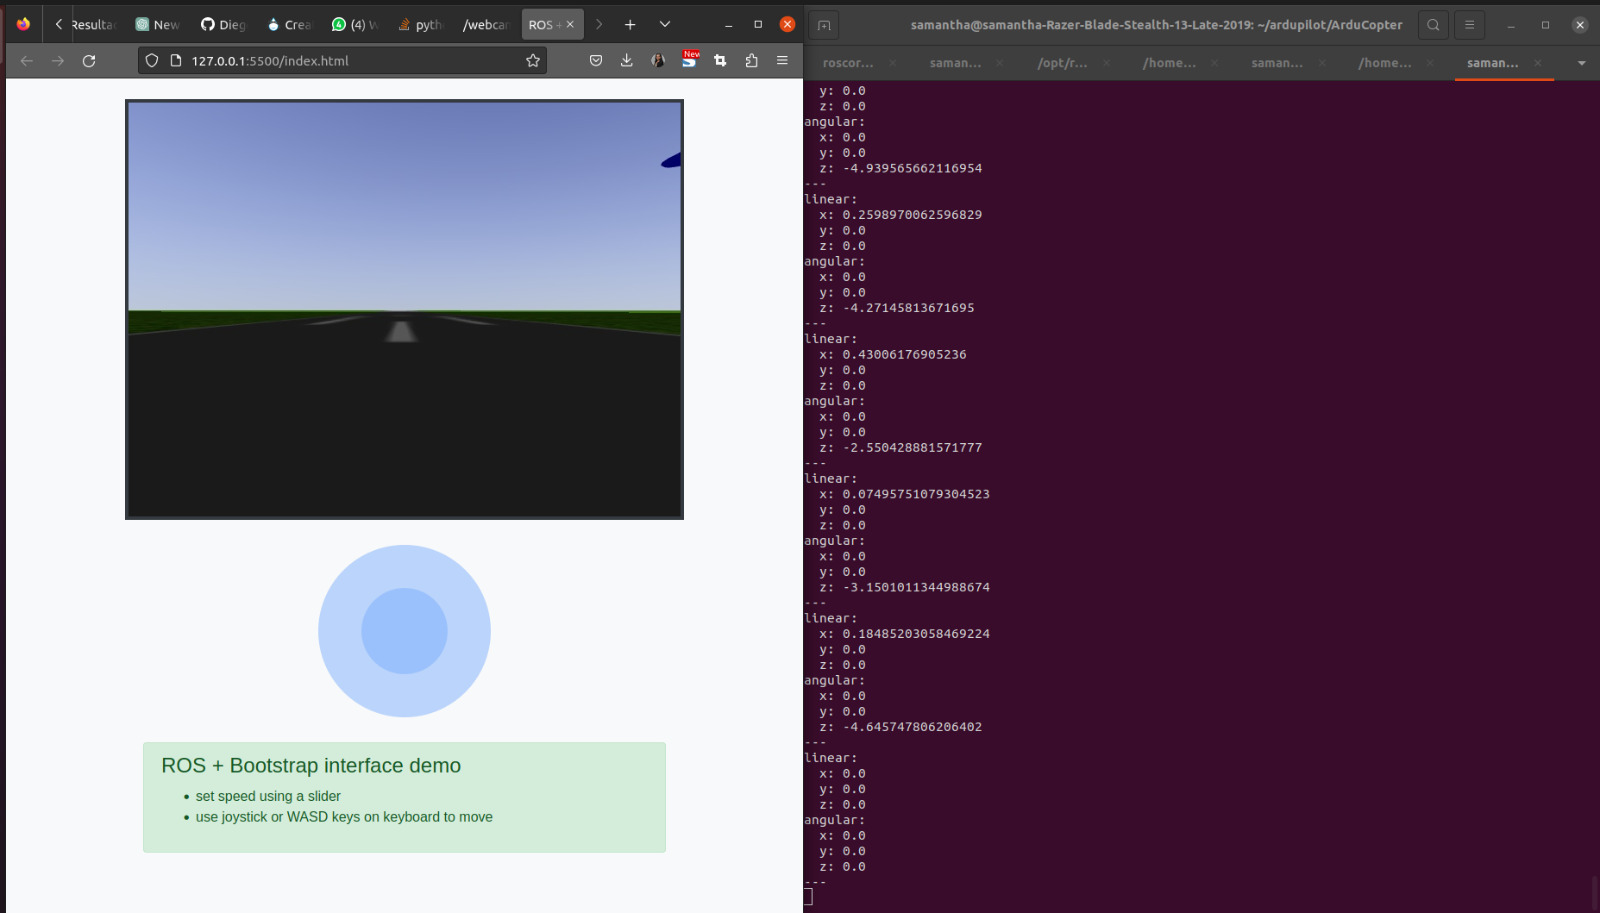 Resultac
New
Dieg
Crea
(4) W
pyth
/webcam
ROS +
127.0.0.1:5500/index.html
New
ROS + Bootstrap interface demo
set speed using a slider
use joystick or WASD keys on keyboard to move
samantha@samantha-Razer-Blade-Stealth-13-Late-2019: ~/ardupilot/ArduCopter
roscor...
saman...
/opt/r...
/home...
saman...
/home...
saman...
y: 0.0
z: 0.0
angular:
x: 0.0
y: 0.0
z: -4.939565662116954
---
linear:
x: 0.2598970062596829
y: 0.0
z: 0.0
angular:
x: 0.0
y: 0.0
z: -4.27145813671695
---
linear:
x: 0.43006176905236
y: 0.0
z: 0.0
angular:
x: 0.0
y: 0.0
z: -2.550428881571777
---
linear:
x: 0.07495751079304523
y: 0.0
z: 0.0
angular:
x: 0.0
y: 0.0
z: -3.1501011344988674
---
linear:
x: 0.18485203058469224
y: 0.0
z: 0.0
angular:
x: 0.0
y: 0.0
z: -4.645747806206402
---
linear:
x: 0.0
y: 0.0
z: 0.0
angular:
x: 0.0
y: 0.0
z: 0.0
---